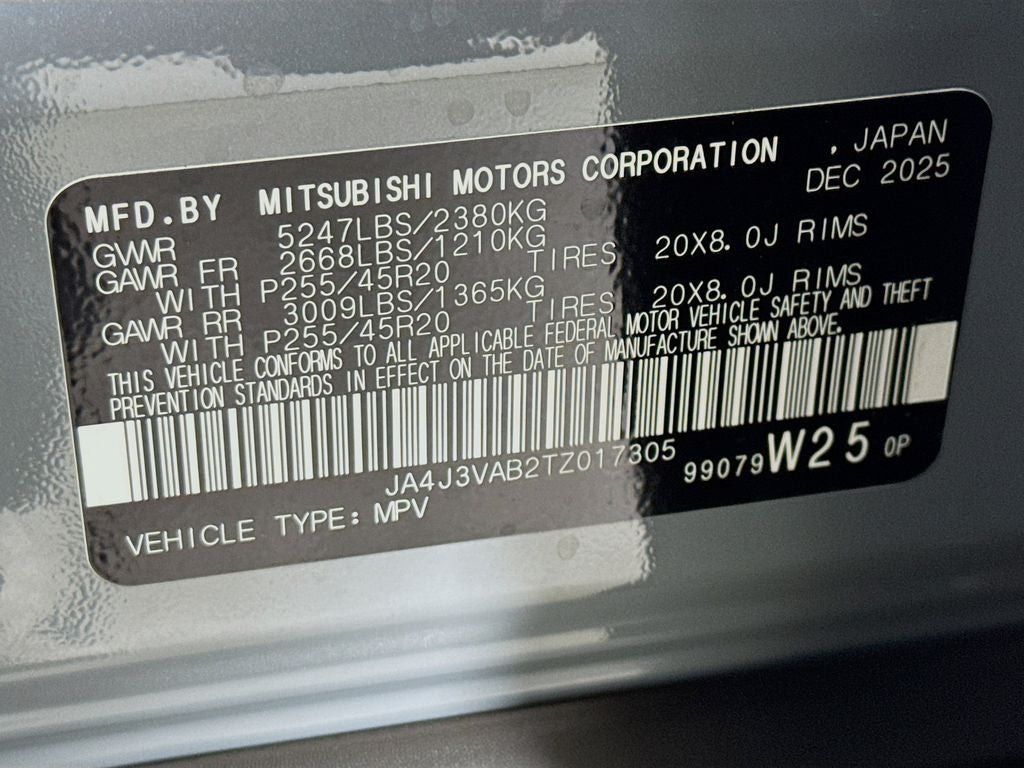 MFD.BY MITSUBISHI MOTORS CORPORATION , JAPAN
DEC 2025
GVWR 5247LBS/2380KG
GAWR FR 2668LBS/1210KG
WITH P255/45R20 TIRES 20X8.0J RIMS
GAWR RR 3009LBS/1365KG
WITH P255/45R20 TIRES 20X8.0J RIMS
THIS VEHICLE CONFORMS TO ALL APPLICABLE FEDERAL MOTOR VEHICLE SAFETY AND THEFT
PREVENTION STANDARDS IN EFFECT ON THE DATE OF MANUFACTURE SHOWN ABOVE.
JA4J3VAB2TZ017305 99079 W25 0P
VEHICLE TYPE: MPV